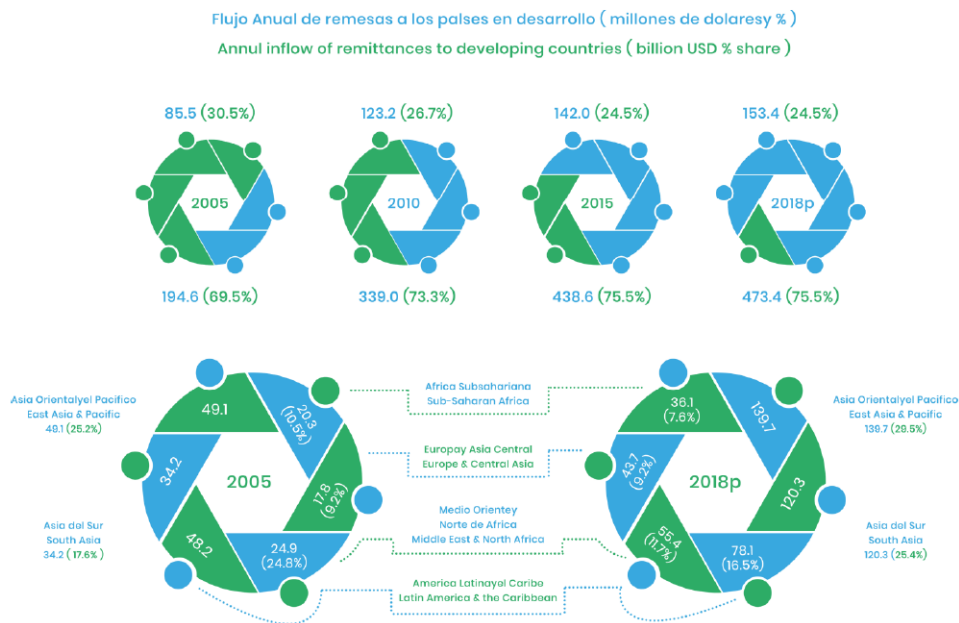 Flujo Anual de remesas a los palses en desarrollo ( millones de dolaresy % )
Annul inflow of remittances to developing countries ( billion USD % share )
85.5 (30.5%)
123.2 (26.7%)
142.0 (24.5%)
153.4 (24.5%)
2005
2010
2015
2018p
194.6 (69.5%)
339.0 (73.3%)
438.6 (75.5%)
473.4 (75.5%)
Asia Orientalyel Pacifico
East Asia & Pacific
49.1 (25.2%)
Asia dal Sur
South Asia
34.2 ( 17.6%)
49.1
20.3
(10.5%)
34.2
2005
17.8
(9.2%)
48.2
24.9
(24.8%)
Africa Subsahariana
Sub-Saharan Africa
Europay Asia Central
Europe & Central Asia
Medio Orientey
Norte de Africa
Middle East & North Africa
America Latinayol Caribo
Latin America & the Caribboan
36.1
(7.6%)
139.7
43.7
(9.2%)
2018p
120.3
55.4
(11.7%)
78.1
(16.5%)
Asia Orientalyel Pacifico
East Asia & Pacific
139.7 (29.5%)
Asia dol Sur
South Asia
120.3 (25.4%)